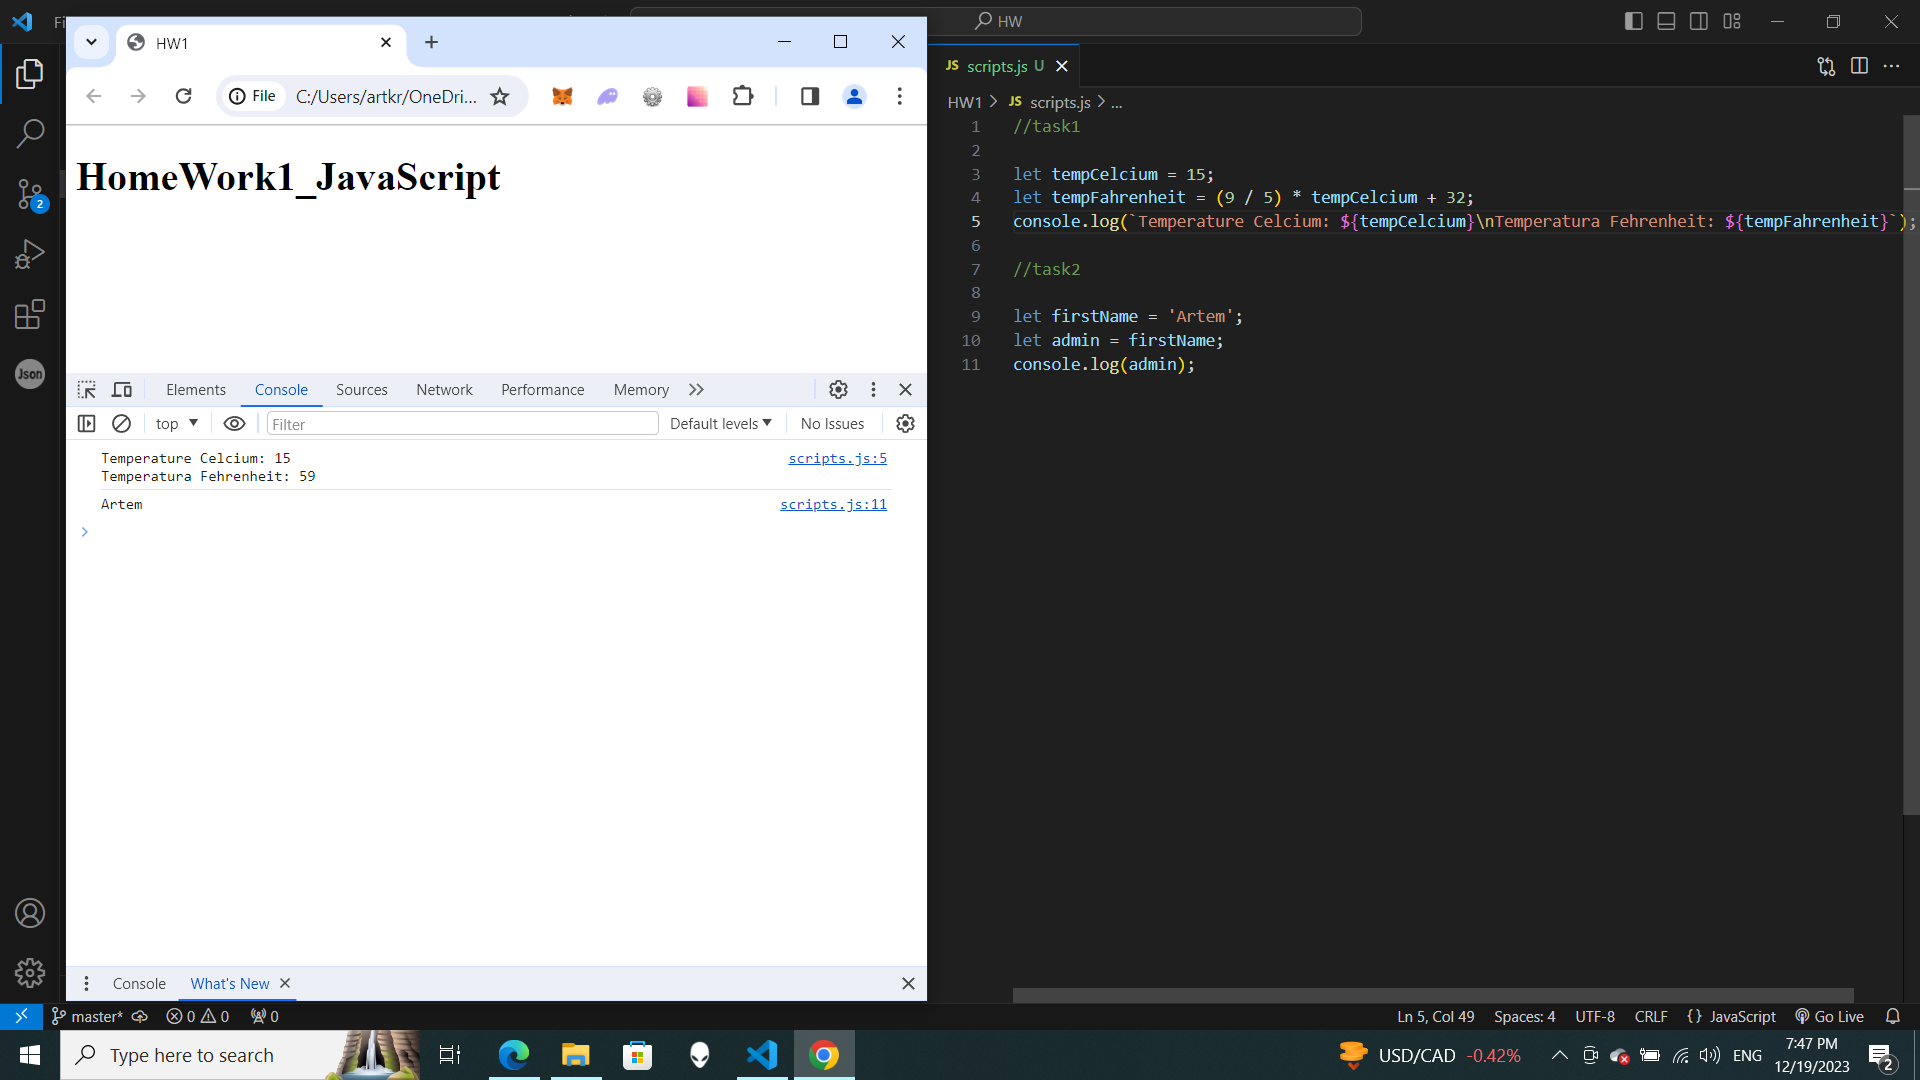 HW
HW1
File
C:/Users/artkr/OneDri...
HomeWork1_JavaScript
Elements
Console
Sources
Network
Performance
Memory
top
Filter
Default levels
No Issues
Temperature Celcium: 15
scripts.js:5
Temperatura Fehrenheit: 59
Artem
scripts.js:11
Console
What's New
JS scripts.js U
HW1 > JS scripts.js > ...
1 //task1
2
3 let tempCelcium = 15;
4 let tempFahrenheit = (9 / 5) * tempCelcium + 32;
5 console.log(`Temperature Celcium: ${tempCelcium}\nTemperatura Fehrenheit: ${tempFahrenheit}`);
6
7 //task2
8
9 let firstName = 'Artem';
10 let admin = firstName;
11 console.log(admin);
2
Json
master*
0
0
0
Ln 5, Col 49
Spaces: 4
UTF-8
CRLF
{ } JavaScript
Go Live
Type here to search
USD/CAD -0.42%
ENG
7:47 PM
12/19/2023
2